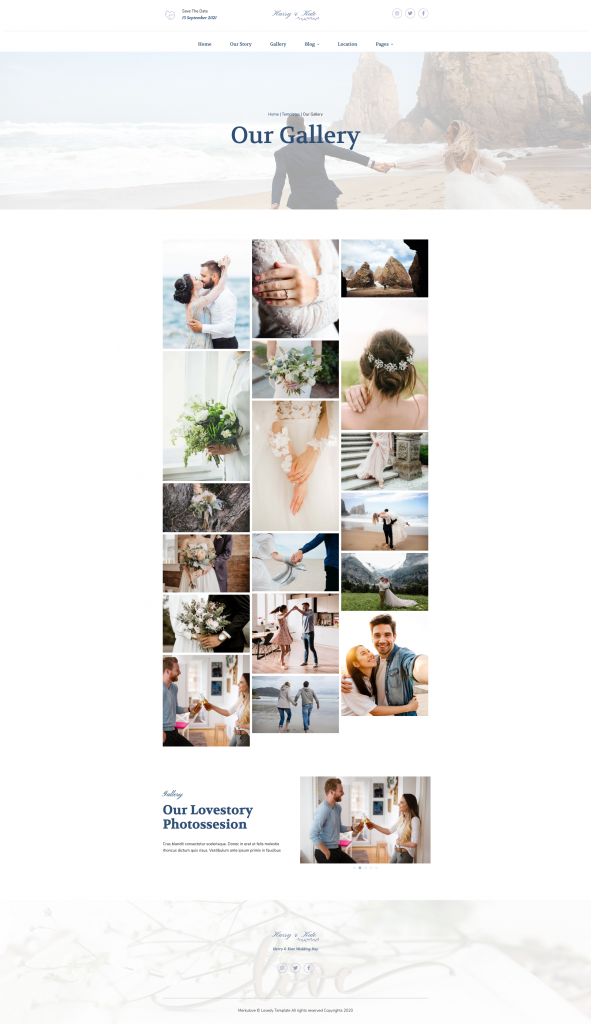 Save The Date
15 September 2021
Harry & Kate
Home
Our Story
Gallery
Blog
Location
Pages
Home | Templates | Our Gallery
Our Gallery
Gallery
Our Lovestory
Photossesion
Cras blandit consectetur scelerisque. Donec in erat at felis molestie
rhoncus dictum quis risus. Vestibulum ante ipsum primis in faucibus
Harry & Kate
Harry & Kate Wedding Day
love
Merkulove © Lovely Template All rights reserved Copyrights 2020